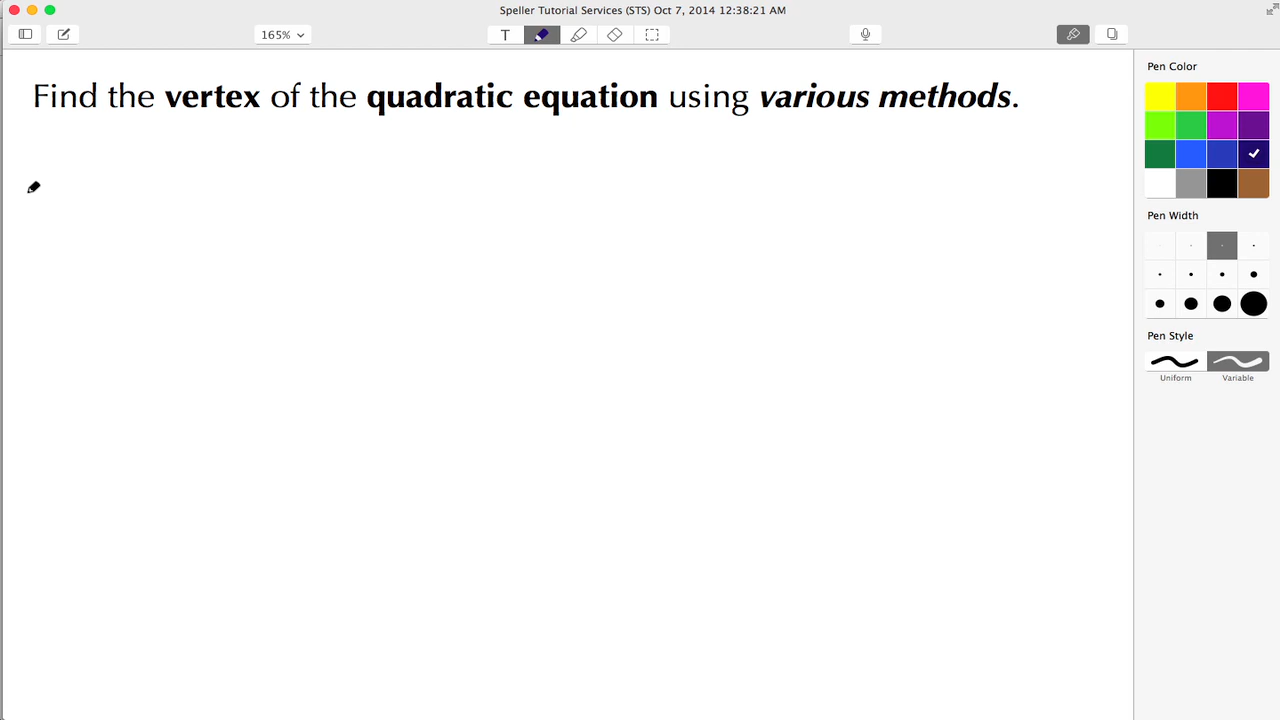 Speller Tutorial Services (STS) Oct 7, 2014 12:38:21 AM
165% T
Find the vertex of the quadratic equation using various methods.
Pen Color
Pen Width
Pen Style
Uniform Variable